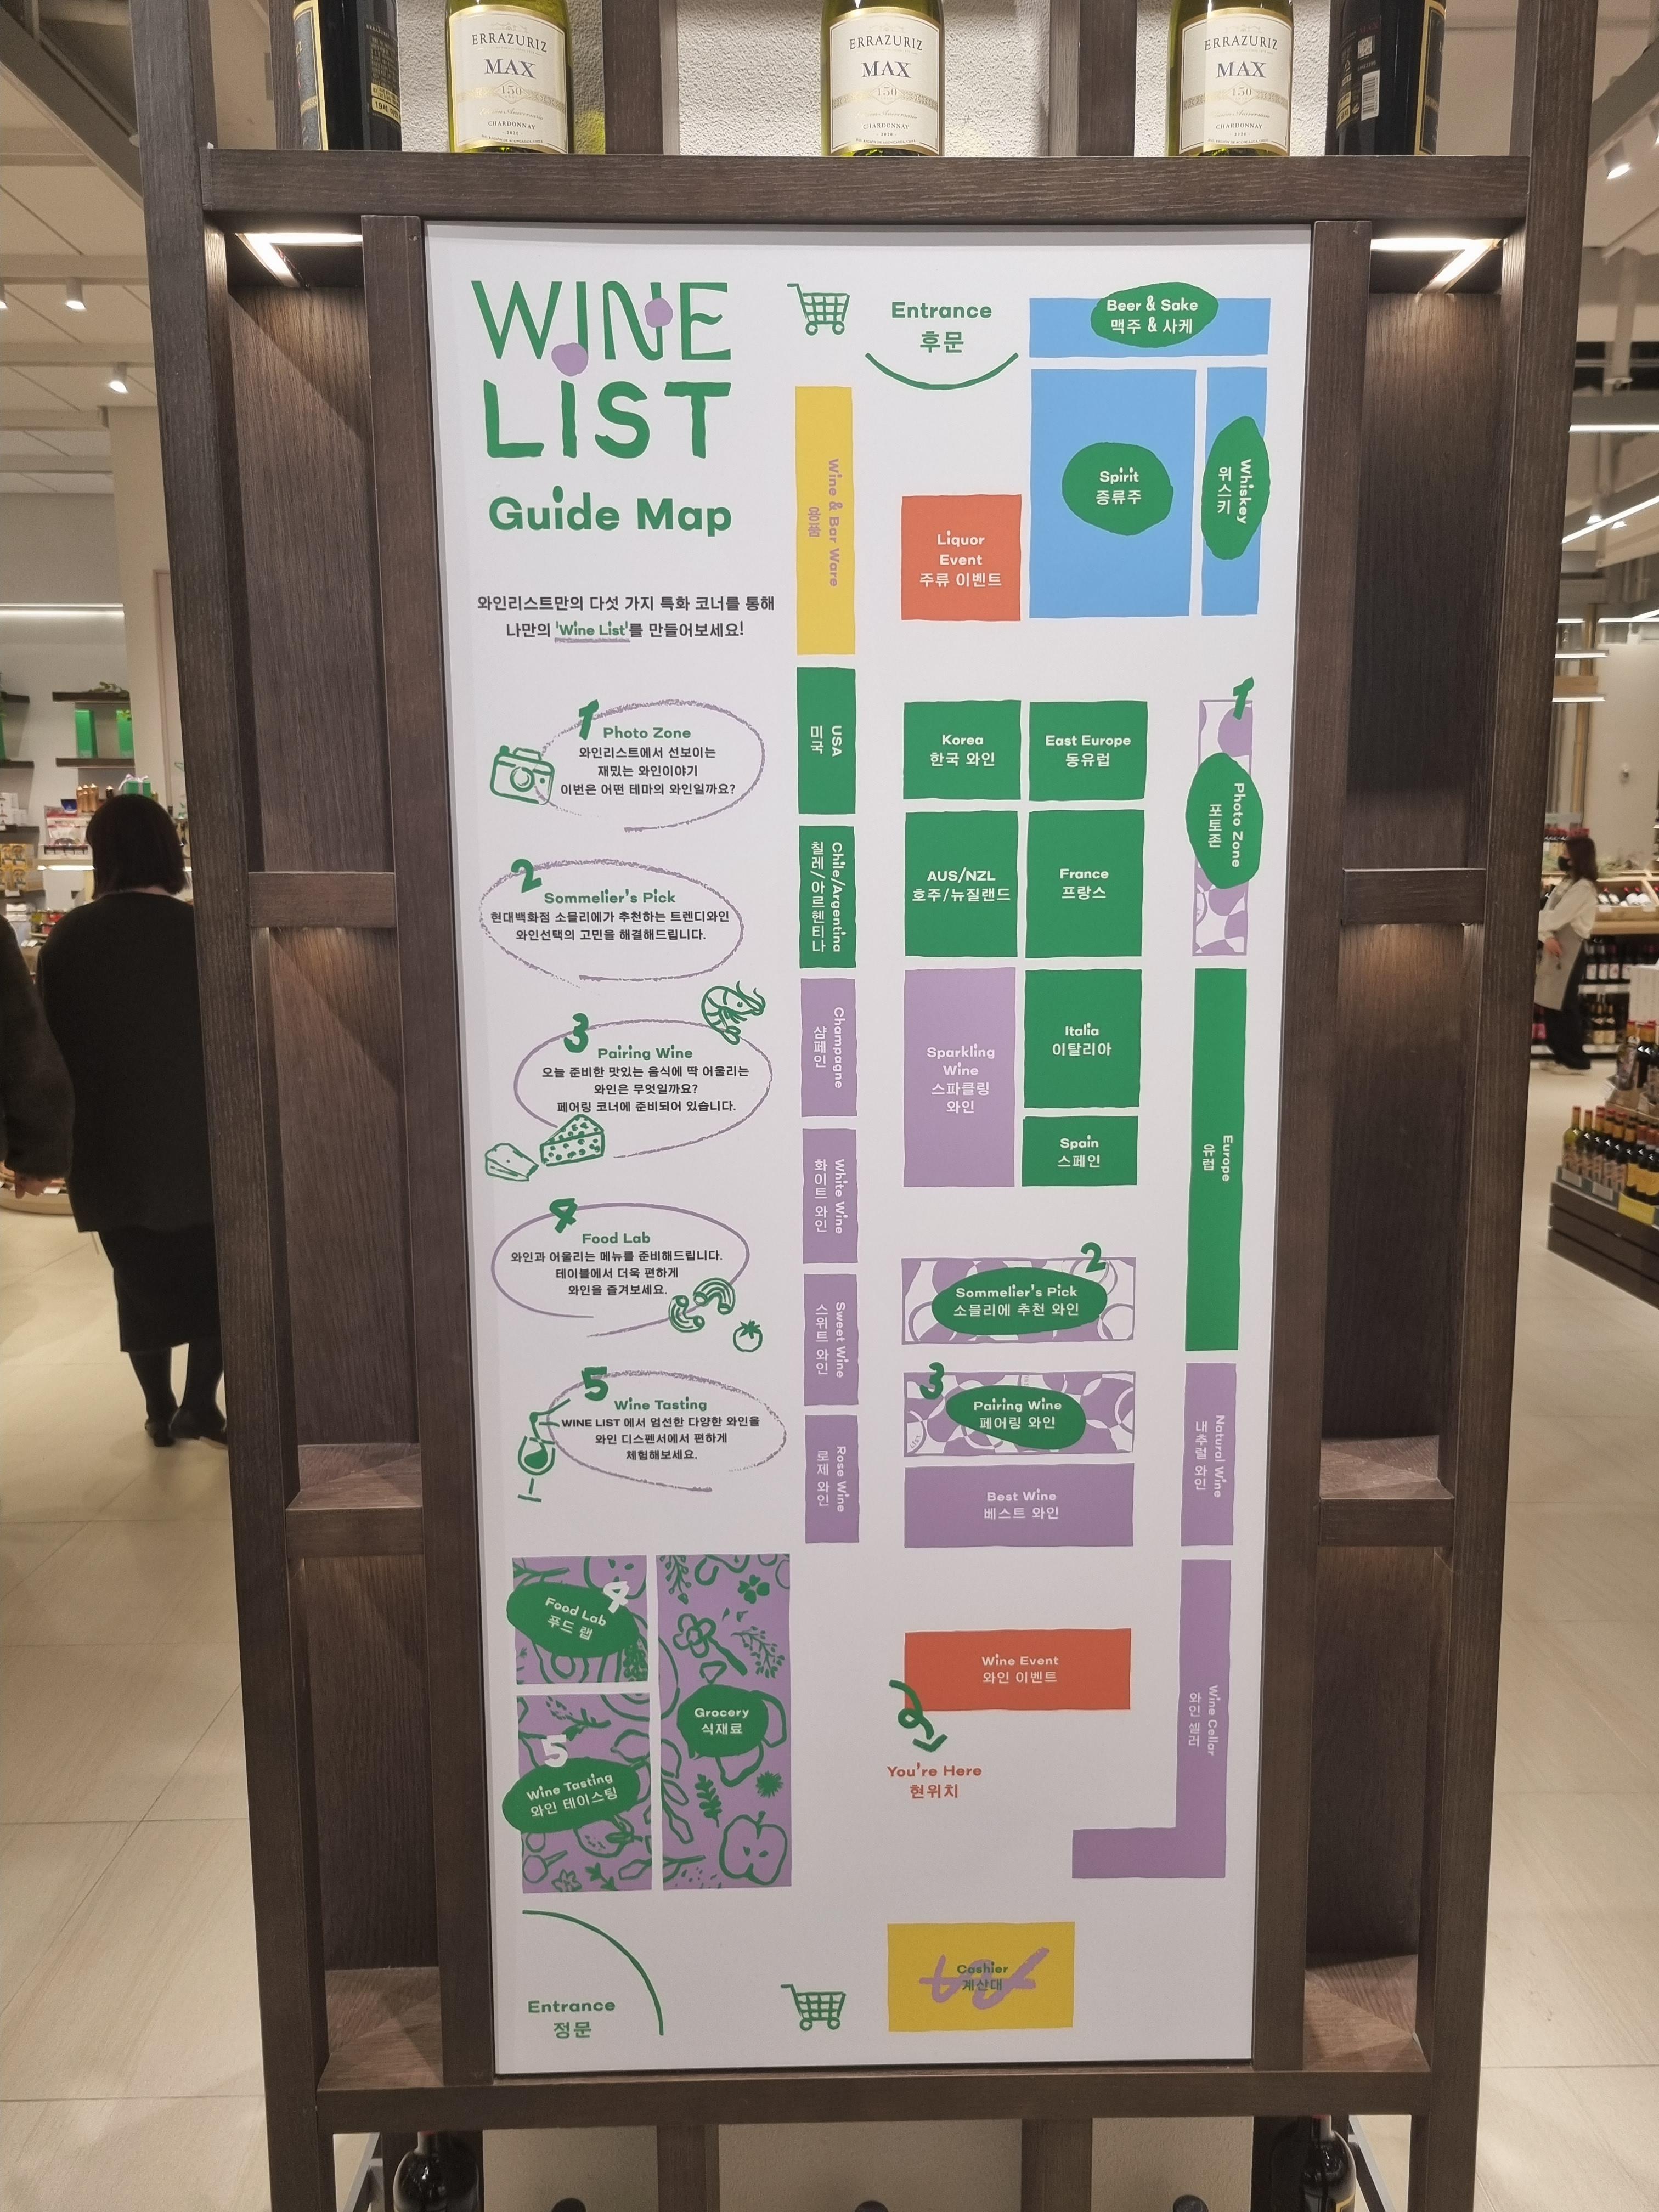 ERRAZURIZ
MAX
150
CHARDONNAY
ERRAZURIZ
MAX
150
CHARDONNAY
ERRAZURIZ
MAX
150
CHARDONNAY
WINE
LIST
Guide Map
와인리스트만의 다섯 가지 특화 코너를 통해
나만의 'Wine List'를 만들어보세요!
1
Photo Zone
와인리스트에서 선보이는
재밌는 와인이야기
이번은 어떤 테마의 와인일까요?
2
Sommelier's Pick
현대백화점 소믈리에가 추천하는 트렌디와인
와인선택의 고민을 해결해드립니다.
3
Pairing Wine
오늘 준비한 맛있는 음식에 딱 어울리는
와인은 무엇일까요?
페어링 코너에 준비되어 있습니다.
4
Food Lab
와인과 어울리는 메뉴를 준비해드립니다.
테이블에서 더욱 편하게
와인을 즐겨보세요.
5
Wine Tasting
WINE LIST 에서 엄선한 다양한 와인을
와인 디스펜서에서 편하게
체험해보세요.
Entrance
후문
Beer & Sake
맥주 & 사케
Spirit
증류주
Whiskey
위스키
Wine & Bar Ware
용품
Liquor
Event
주류 이벤트
USA
미국
Korea
한국 와인
East Europe
동유럽
1
Photo Zone
포토존
Chile/Argentina
칠레/아르헨티나
AUS/NZL
호주/뉴질랜드
France
프랑스
Champagne
샴페인
Sparkling
Wine
스파클링
와인
Italia
이탈리아
Spain
스페인
Europe
유럽
White Wine
화이트 와인
2
Sommelier's Pick
소믈리에 추천 와인
Sweet Wine
스위트 와인
3
Pairing Wine
페어링 와인
Rose Wine
로제 와인
Best Wine
베스트 와인
Natural Wine
내추럴 와인
4
Food Lab
푸드 랩
Grocery
식재료
5
Wine Tasting
와인 테이스팅
Wine Event
와인 이벤트
You're Here
현위치
Wine Cellar
와인 셀러
Entrance
정문
Cashier
계산대